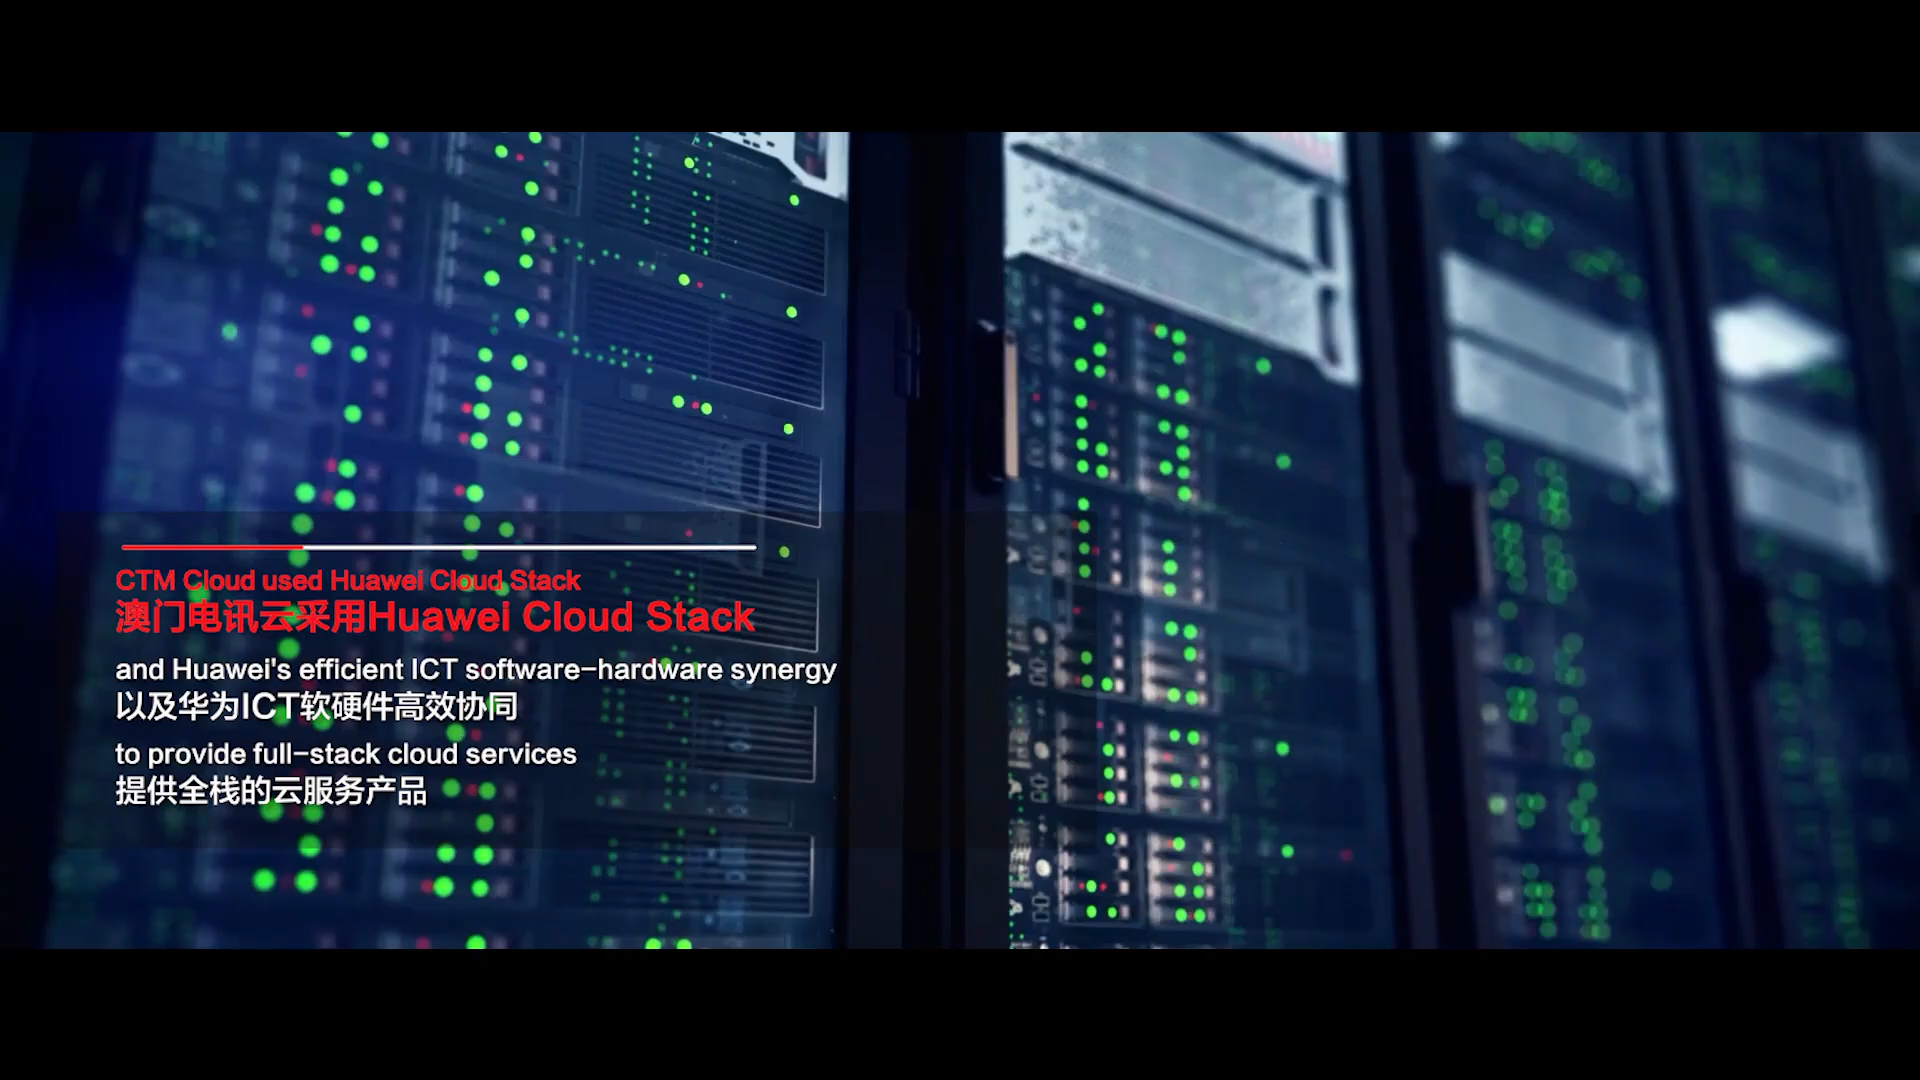 CTM Cloud used Huawei Cloud Stack
澳门电讯云采用Huawei Cloud Stack
and Huawei's efficient ICT software-hardware synergy
以及华为ICT软硬件高效协同
to provide full-stack cloud services
提供全栈的云服务产品